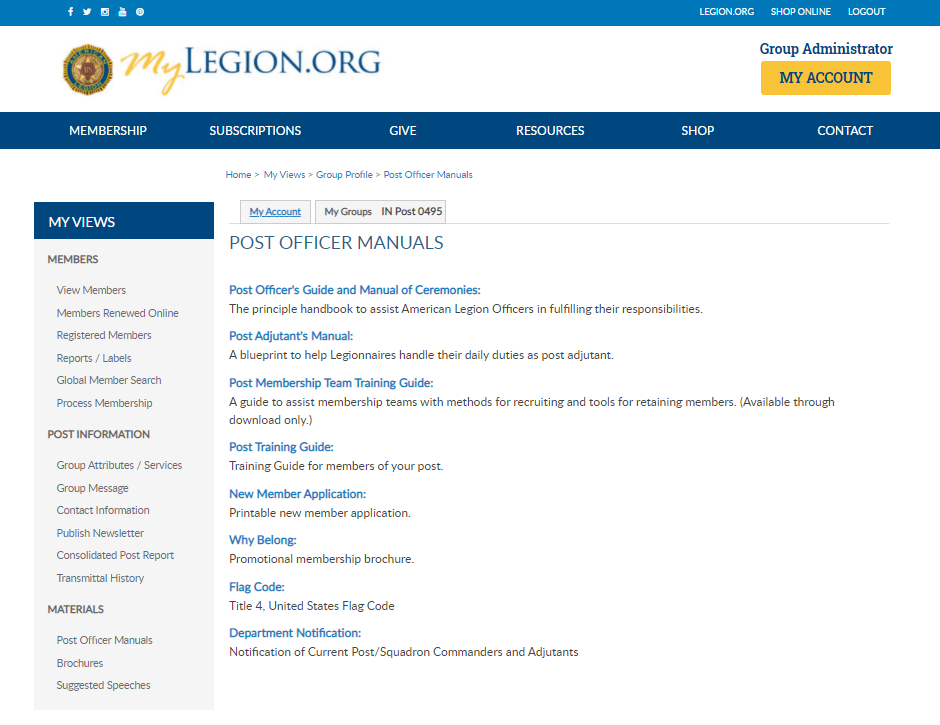 LEGION.ORG SHOP ONLINE LOGOUT
MyLEGION.ORG
Group Administrator
MY ACCOUNT
MEMBERSHIP SUBSCRIPTIONS GIVE RESOURCES SHOP CONTACT
Home > My Views > Group Profile > Post Officer Manuals
MY VIEWS
MEMBERS
View Members
Members Renewed Online
Registered Members
Reports / Labels
Global Member Search
Process Membership
POST INFORMATION
Group Attributes / Services
Group Message
Contact Information
Publish Newsletter
Consolidated Post Report
Transmittal History
MATERIALS
Post Officer Manuals
Brochures
Suggested Speeches
My Account My Groups IN Post 0495
POST OFFICER MANUALS
Post Officer's Guide and Manual of Ceremonies:
The principle handbook to assist American Legion Officers in fulfilling their responsibilities.
Post Adjutant's Manual:
A blueprint to help Legionnaires handle their daily duties as post adjutant.
Post Membership Team Training Guide:
A guide to assist membership teams with methods for recruiting and tools for retaining members. (Available through
download only.)
Post Training Guide:
Training Guide for members of your post.
New Member Application:
Printable new member application.
Why Belong:
Promotional membership brochure.
Flag Code:
Title 4, United States Flag Code
Department Notification:
Notification of Current Post/Squadron Commanders and Adjutants